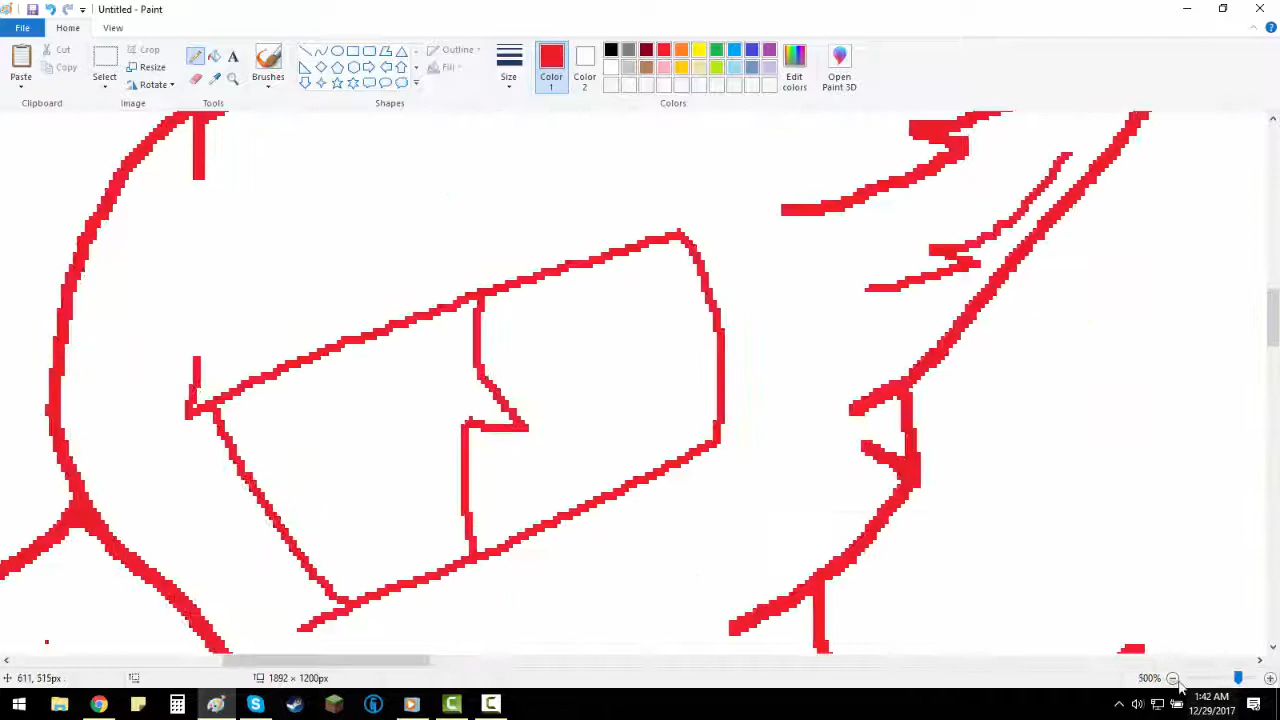 Untitled - Paint
File Home View
Paste Cut Copy Select Crop Resize Rotate A Brushes Outline Fill Size Color 1 Color 2 Edit colors Open Paint 3D
Clipboard Image Tools Shapes Colors
611, 515px 1892 × 1200px 500%
1:42 AM
12/29/2017